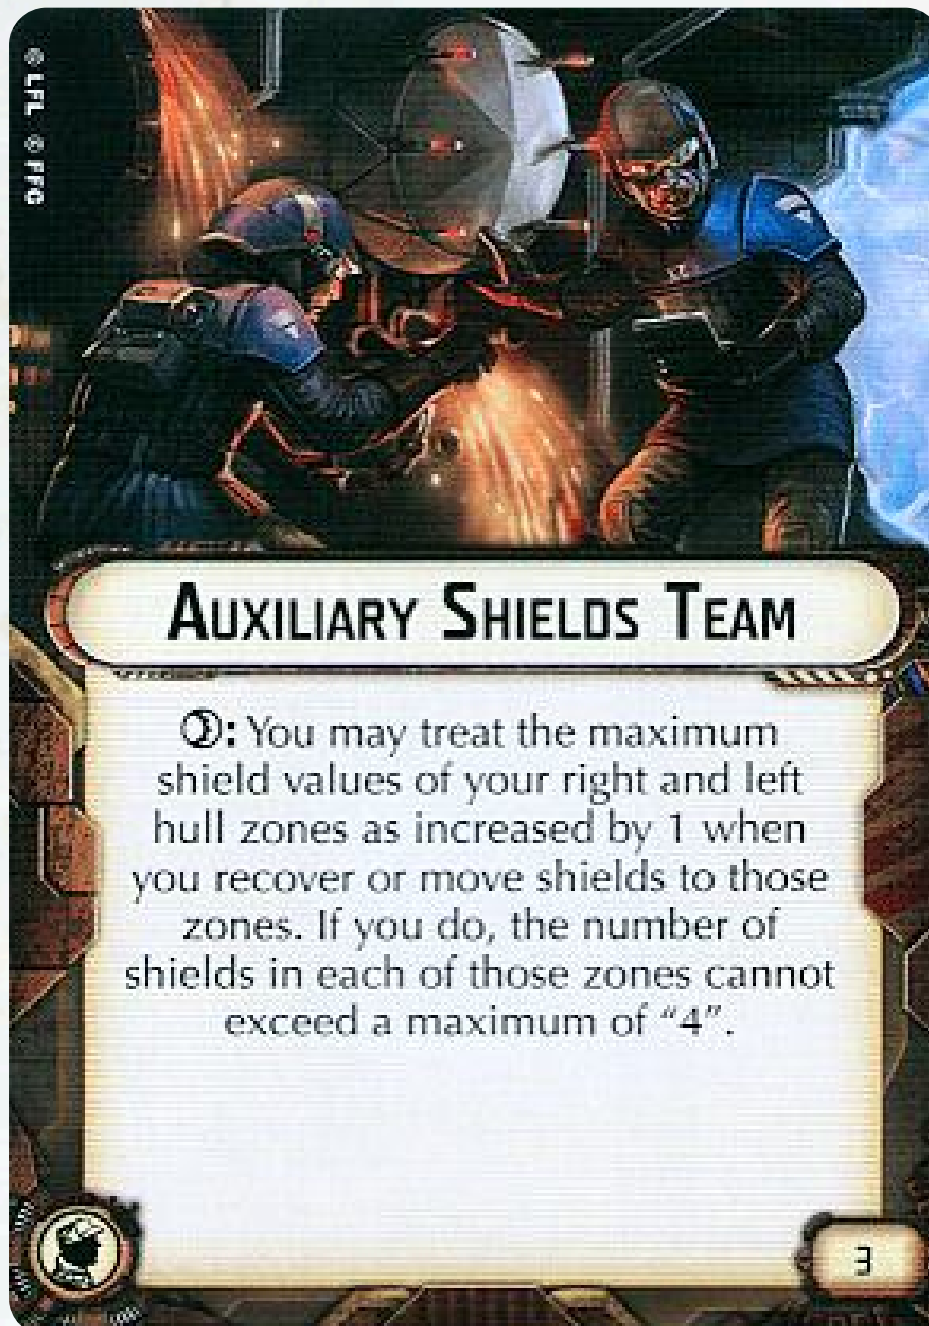 © LFL © FFG
AUXILIARY SHIELDS TEAM
: You may treat the maximum
shield values of your right and left
hull zones as increased by 1 when
you recover or move shields to those
zones. If you do, the number of
shields in each of those zones cannot
exceed a maximum of “4”.
3